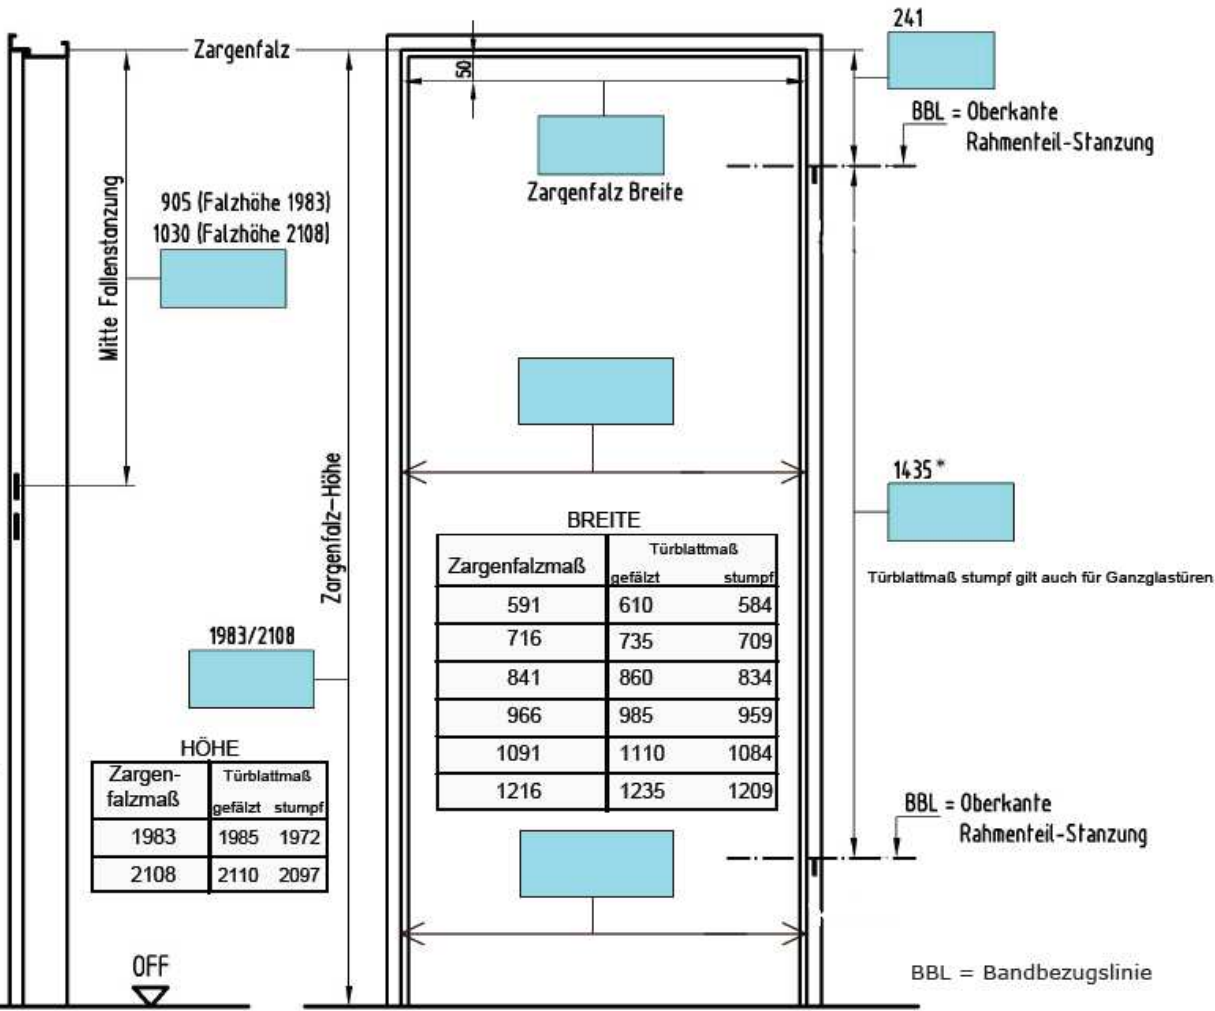 241
Zargenfalz
50
BBL = Oberkante
Rahmenteil-Stanzung
Zargenfalz Breite
905 (Falzhöhe 1983)
1030 (Falzhöhe 2108)
Mitte Fallenstanzung
Zargenfalz-Höhe
1435*
Türblattmaß stumpf gilt auch für Ganzglastüren
BREITE
Zargenfalzmaß Türblattmaß
gefälzt stumpf
591 610 584
716 735 709
841 860 834
966 985 959
1091 1110 1084
1216 1235 1209
1983/2108
HÖHE
Zargen- Türblattmaß
falzmaß gefälzt stumpf
1983 1985 1972
2108 2110 2097
BBL = Oberkante
Rahmenteil-Stanzung
OFF
BBL = Bandbezugslinie